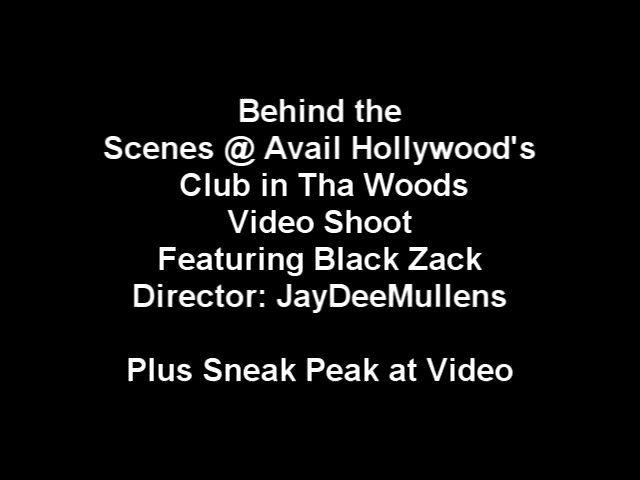 Behind the
Scenes @ Avail Hollywood's
Club in Tha Woods
Video Shoot
Featuring Black Zack
Director: JayDeeMullens
Plus Sneak Peak at Video